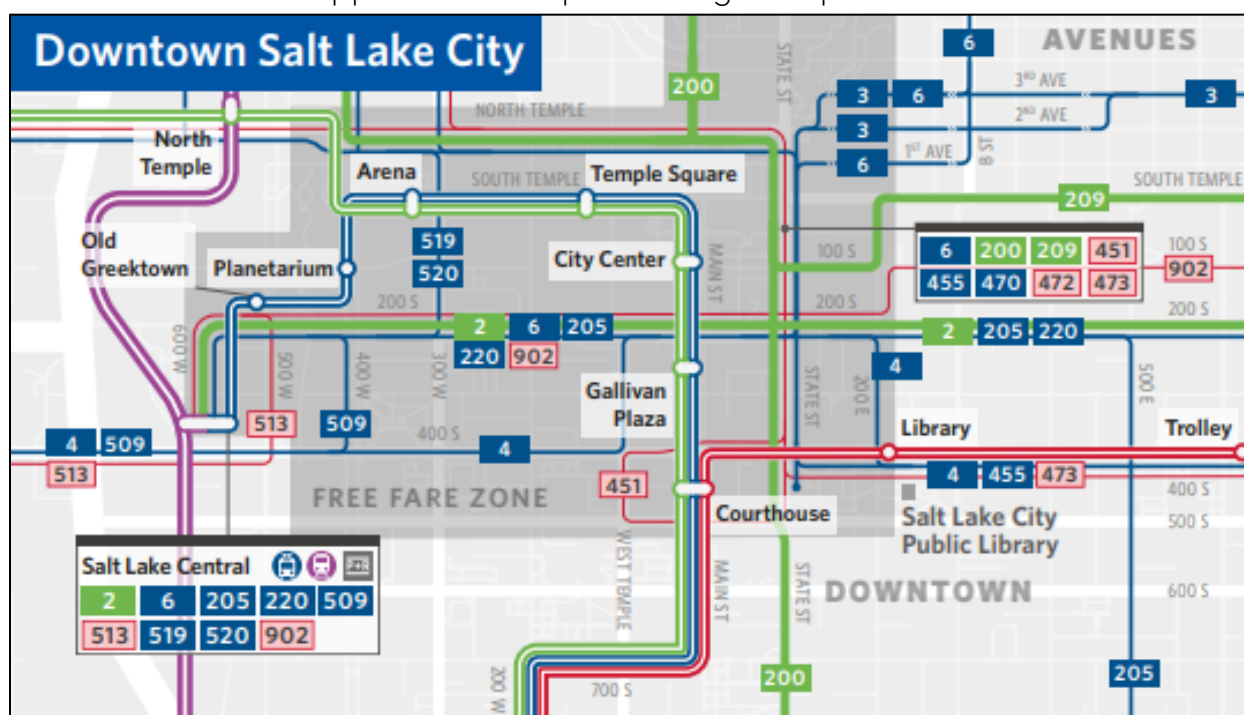 Downtown Salt Lake City
6
AVENUES
200
STATE ST
3RD AVE
3
6
3
NORTH TEMPLE
2ND AVE
3
North
Temple
1ST AVE
6
B ST
Arena
SOUTH TEMPLE
Temple Square
SOUTH TEMPLE
209
Old
Greektown
Planetarium
519
520
City Center
MAIN ST
100 S
6 200 209 451
455 470 472 473
100 S
902
200 S
200 S
200 S
600 W
500 W
400 W
300 W
2 6 205
220 902
2 205 220
Gallivan
Plaza
STATE ST
200 E
4
500 E
513
509
400 S
4 509
513
4
Library
Trolley
FREE FARE ZONE
451
Courthouse
4 455 473
400 S
Salt Lake City
Public Library
500 S
Salt Lake Central
2 6 205 220 509
513 519 520 902
WEST TEMPLE
MAIN ST
STATE ST
DOWNTOWN
600 S
200 W
700 S
200
205